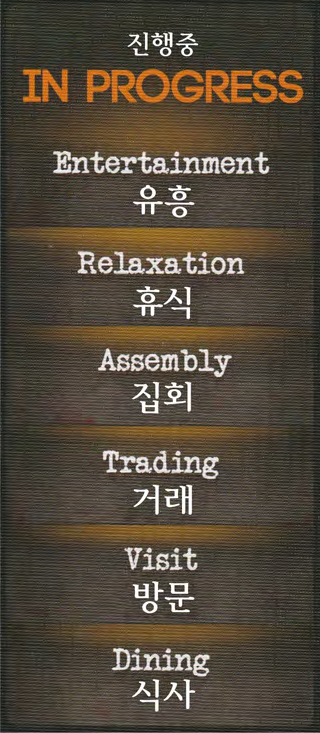 진행중
IN PROGRESS
Entertainment
유흥
Relaxation
휴식
Assembly
집회
Trading
거래
Visit
방문
Dining
식사